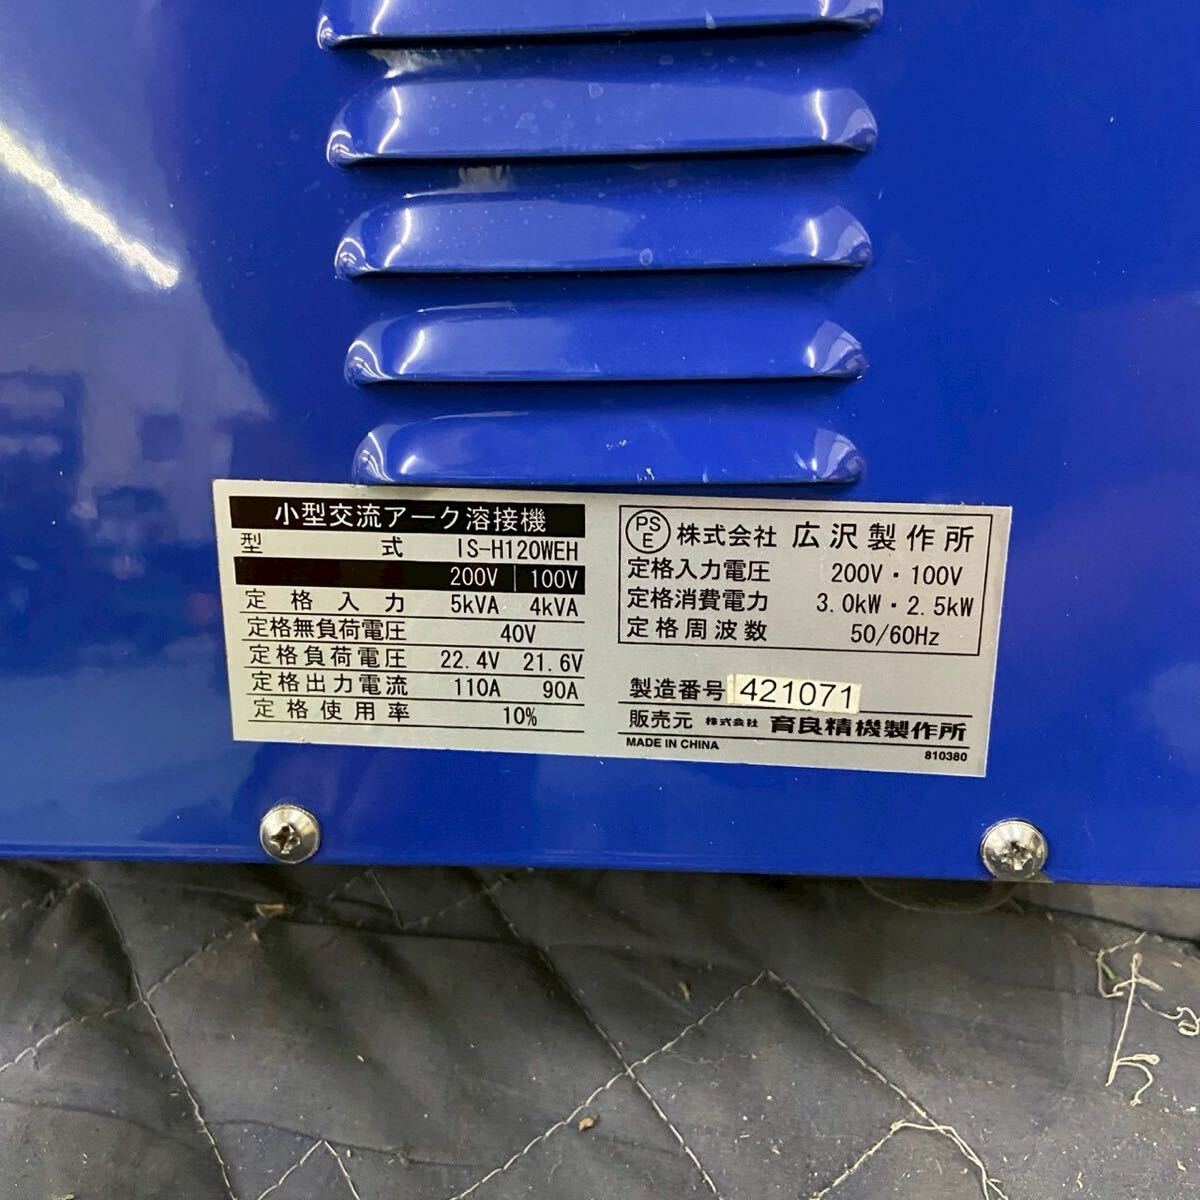 小型交流アーク溶接機
型式 IS-H120WEH
200V 100V
定格入力 5kVA 4kVA
定格無負荷電圧 40V
定格負荷電圧 22.4V 21.6V
定格出力電流 110A 90A
定格使用率 10%
PS
E
株式会社 広沢製作所
定格入力電圧 200V・100V
定格消費電力 3.0kW・2.5kW
定格周波数 50/60Hz
製造番号 421071
販売元 株式会社 育良精機製作所
MADE IN CHINA
810380